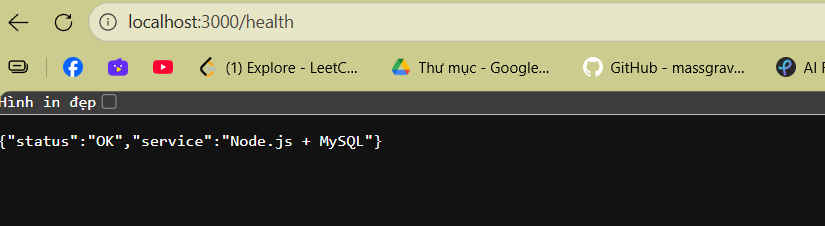 localhost:3000/health
(1) Explore - LeetC...
Thư mục - Google...
GitHub - massgrav...
AI F
Hình in đẹp
{"status":"OK","service":"Node.js + MySQL"}